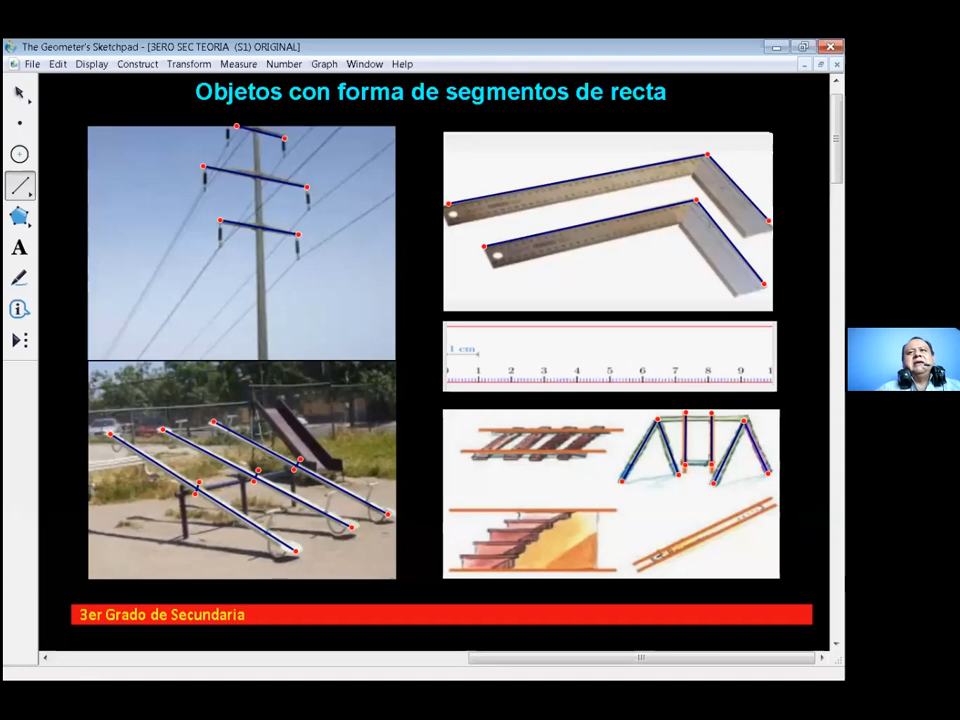 The Geometer's Sketchpad - [3ERO SEC TEORIA (S1) ORIGINAL]
File Edit Display Construct Transform Measure Number Graph Window Help
Objetos con forma de segmentos de recta
A
1 cm
1 2 3 4 5 6 7 8 9
3er Grado de Secundaria